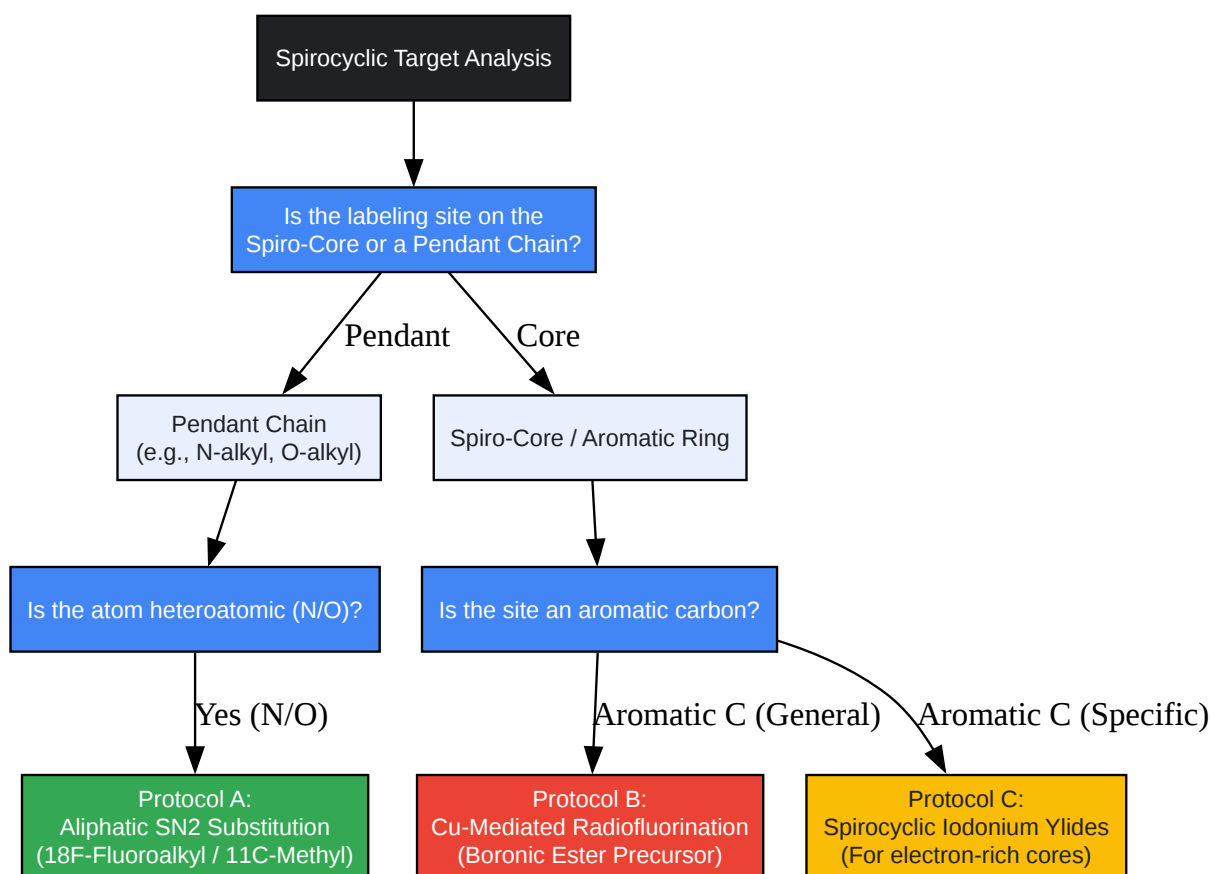 Spirocyclic Target Analysis
Is the labeling site on the
Spiro-Core or a Pendant Chain?
Pendant
Core
Pendant Chain
(e.g., N-alkyl, O-alkyl)
Spiro-Core / Aromatic Ring
Is the atom heteroatomic (N/O)?
Is the site an aromatic carbon?
Yes (N/O)
Aromatic C (General)
Aromatic C (Specific)
Protocol A:
Aliphatic SN2 Substitution
(18F-Fluoroalkyl / 11C-Methyl)
Protocol B:
Cu-Mediated Radiofluorination
(Boronic Ester Precursor)
Protocol C:
Spirocyclic Iodonium Ylides
(For electron-rich cores)